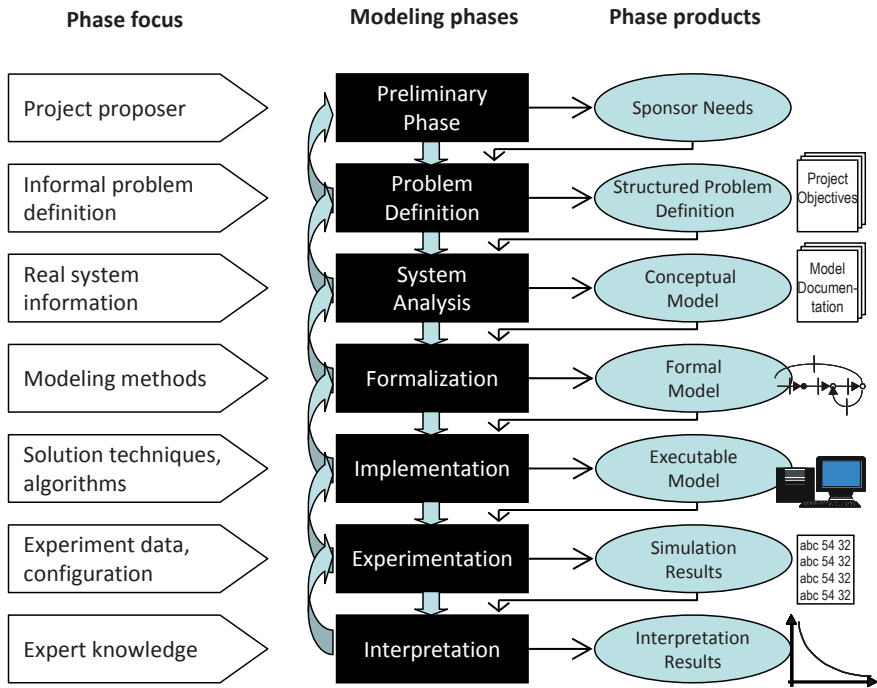 Phase focus
Modeling phases
Phase products
Project proposer
Preliminary
Phase
Sponsor Needs
Informal problem
definition
Problem
Definition
Structured Problem
Definition
Project
Objectives
Real system
information
System
Analysis
Conceptual
Model
Model
Documen-
tation
Modeling methods
Formalization
Formal
Model
Solution techniques,
algorithms
Implementation
Executable
Model
Experiment data,
configuration
Experimentation
Simulation
Results
abc 54 32
abc 54 32
abc 54 32
abc 54 32
Expert knowledge
Interpretation
Interpretation
Results